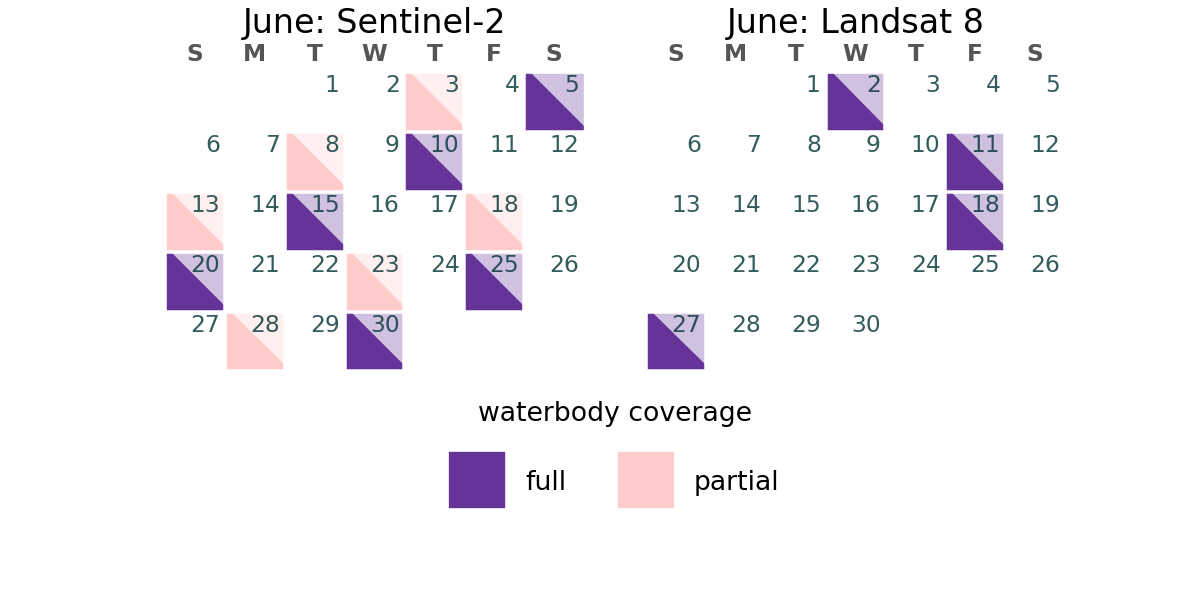 June: Sentinel-2
S M T W T F S
1 2 3 4 5
6 7 8 9 10 11 12
13 14 15 16 17 18 19
20 21 22 23 24 25 26
27 28 29 30
June: Landsat 8
S M T W T F S
1 2 3 4 5
6 7 8 9 10 11 12
13 14 15 16 17 18 19
20 21 22 23 24 25 26
27 28 29 30
waterbody coverage
full partial